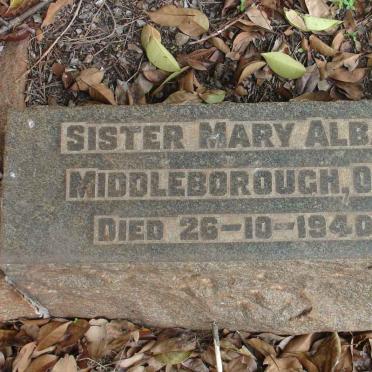 SISTER MARY ALB
MIDDLEBOROUGH, O
DIED 26-10-1940